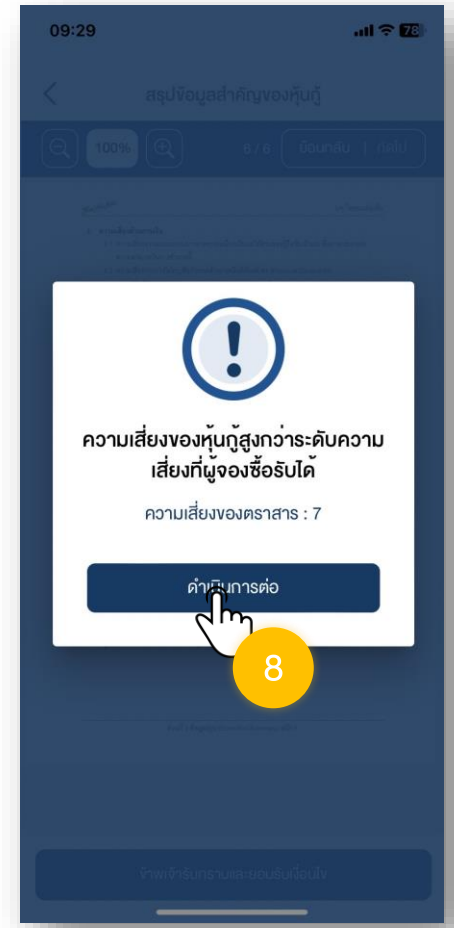 09:29
78
สรุปข้อมูลสำคัญของหุ้นกู้
100%
6 / 6
ย้อนกลับ | ถัดไป
ความเสี่ยงของหุ้นกู้สูงกว่าระดับความ
เสี่ยงที่ผู้จองซื้อรับได้
ความเสี่ยงของตราสาร : 7
ดำเนินการต่อ
8
ข้าพเจ้ารับทราบและยอมรับเงื่อนไข